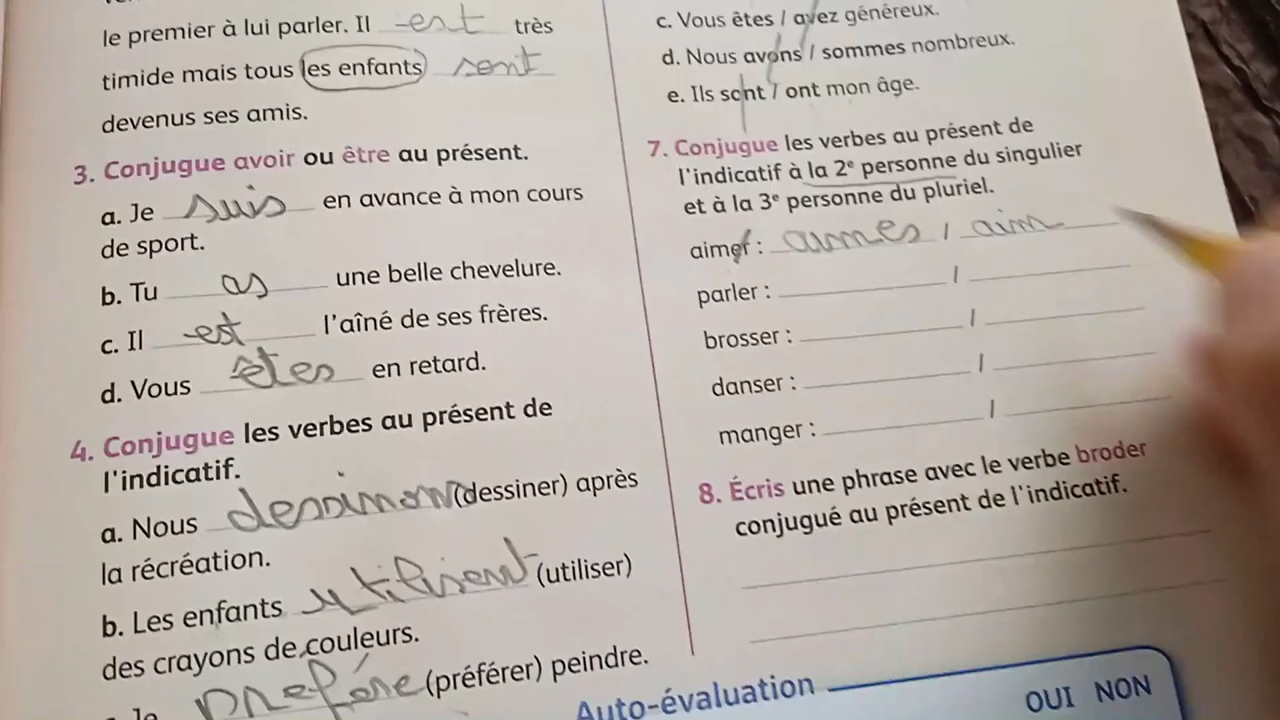 le premier à lui parler. Il est très
timide mais tous les enfants sont
devenus ses amis.
3. Conjugue avoir ou être au présent.
a. Je suis en avance à mon cours
de sport.
b. Tu as une belle chevelure.
c. Il est l'aîné de ses frères.
d. Vous êtes en retard.
4. Conjugue les verbes au présent de
l'indicatif.
a. Nous dessinons (dessiner) après
la récréation.
b. Les enfants utilisent (utiliser)
des crayons de couleurs.
c. Je préfére (préférer) peindre.
c. Vous êtes / avez généreux.
d. Nous avons / sommes nombreux.
e. Ils sont / ont mon âge.
7. Conjugue les verbes au présent de
l'indicatif à la 2e personne du singulier
et à la 3e personne du pluriel.
aimer : aimes / aim
parler : /
brosser : /
danser : /
manger : /
8. Écris une phrase avec le verbe broder
conjugué au présent de l'indicatif.
Auto-évaluation
OUI NON